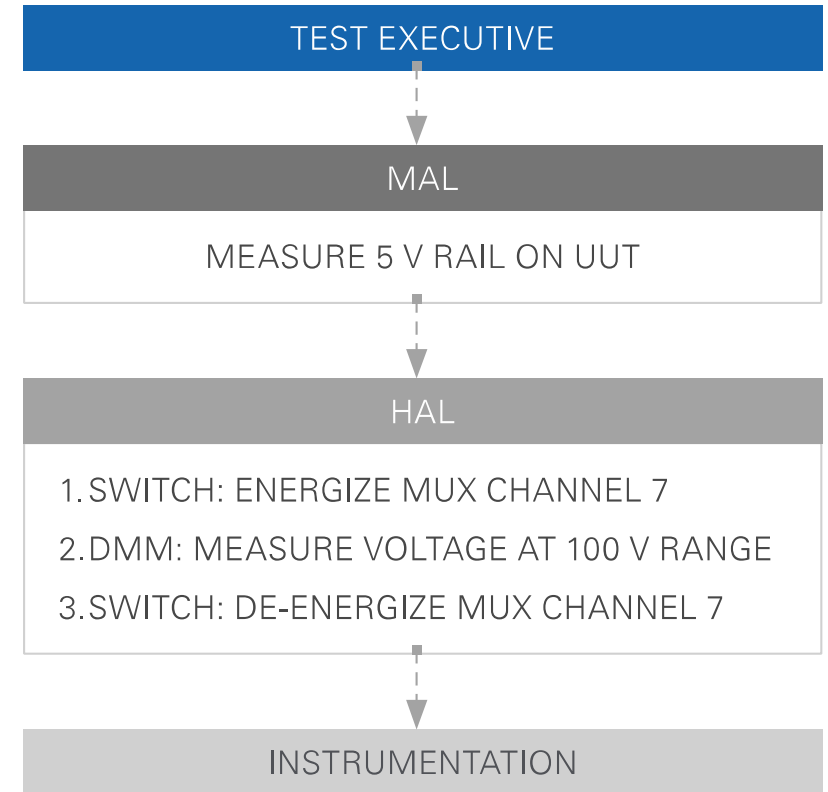 TEST EXECUTIVE
MAL
MEASURE 5 V RAIL ON UUT
HAL
1. SWITCH: ENERGIZE MUX CHANNEL 7
2. DMM: MEASURE VOLTAGE AT 100 V RANGE
3. SWITCH: DE-ENERGIZE MUX CHANNEL 7
INSTRUMENTATION